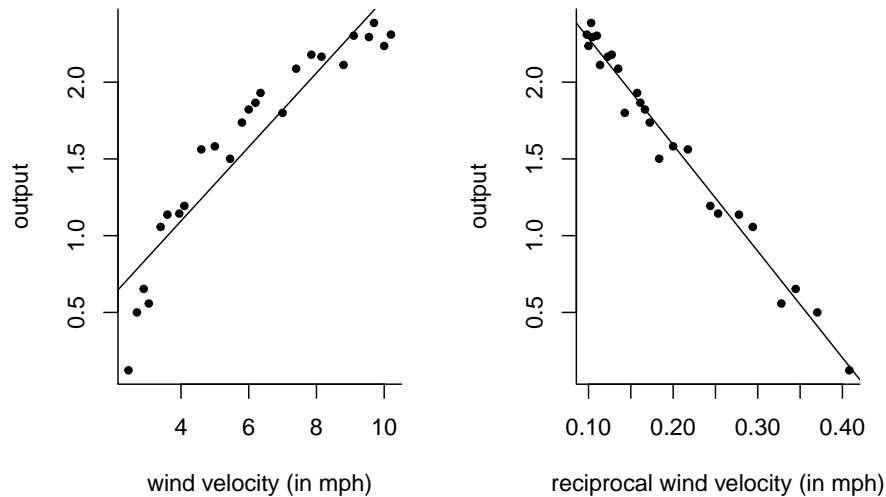 output
2.0
1.5
1.0
0.5
4 6 8 10
wind velocity (in mph)
output
2.0
1.5
1.0
0.5
0.10 0.20 0.30 0.40
reciprocal wind velocity (in mph)